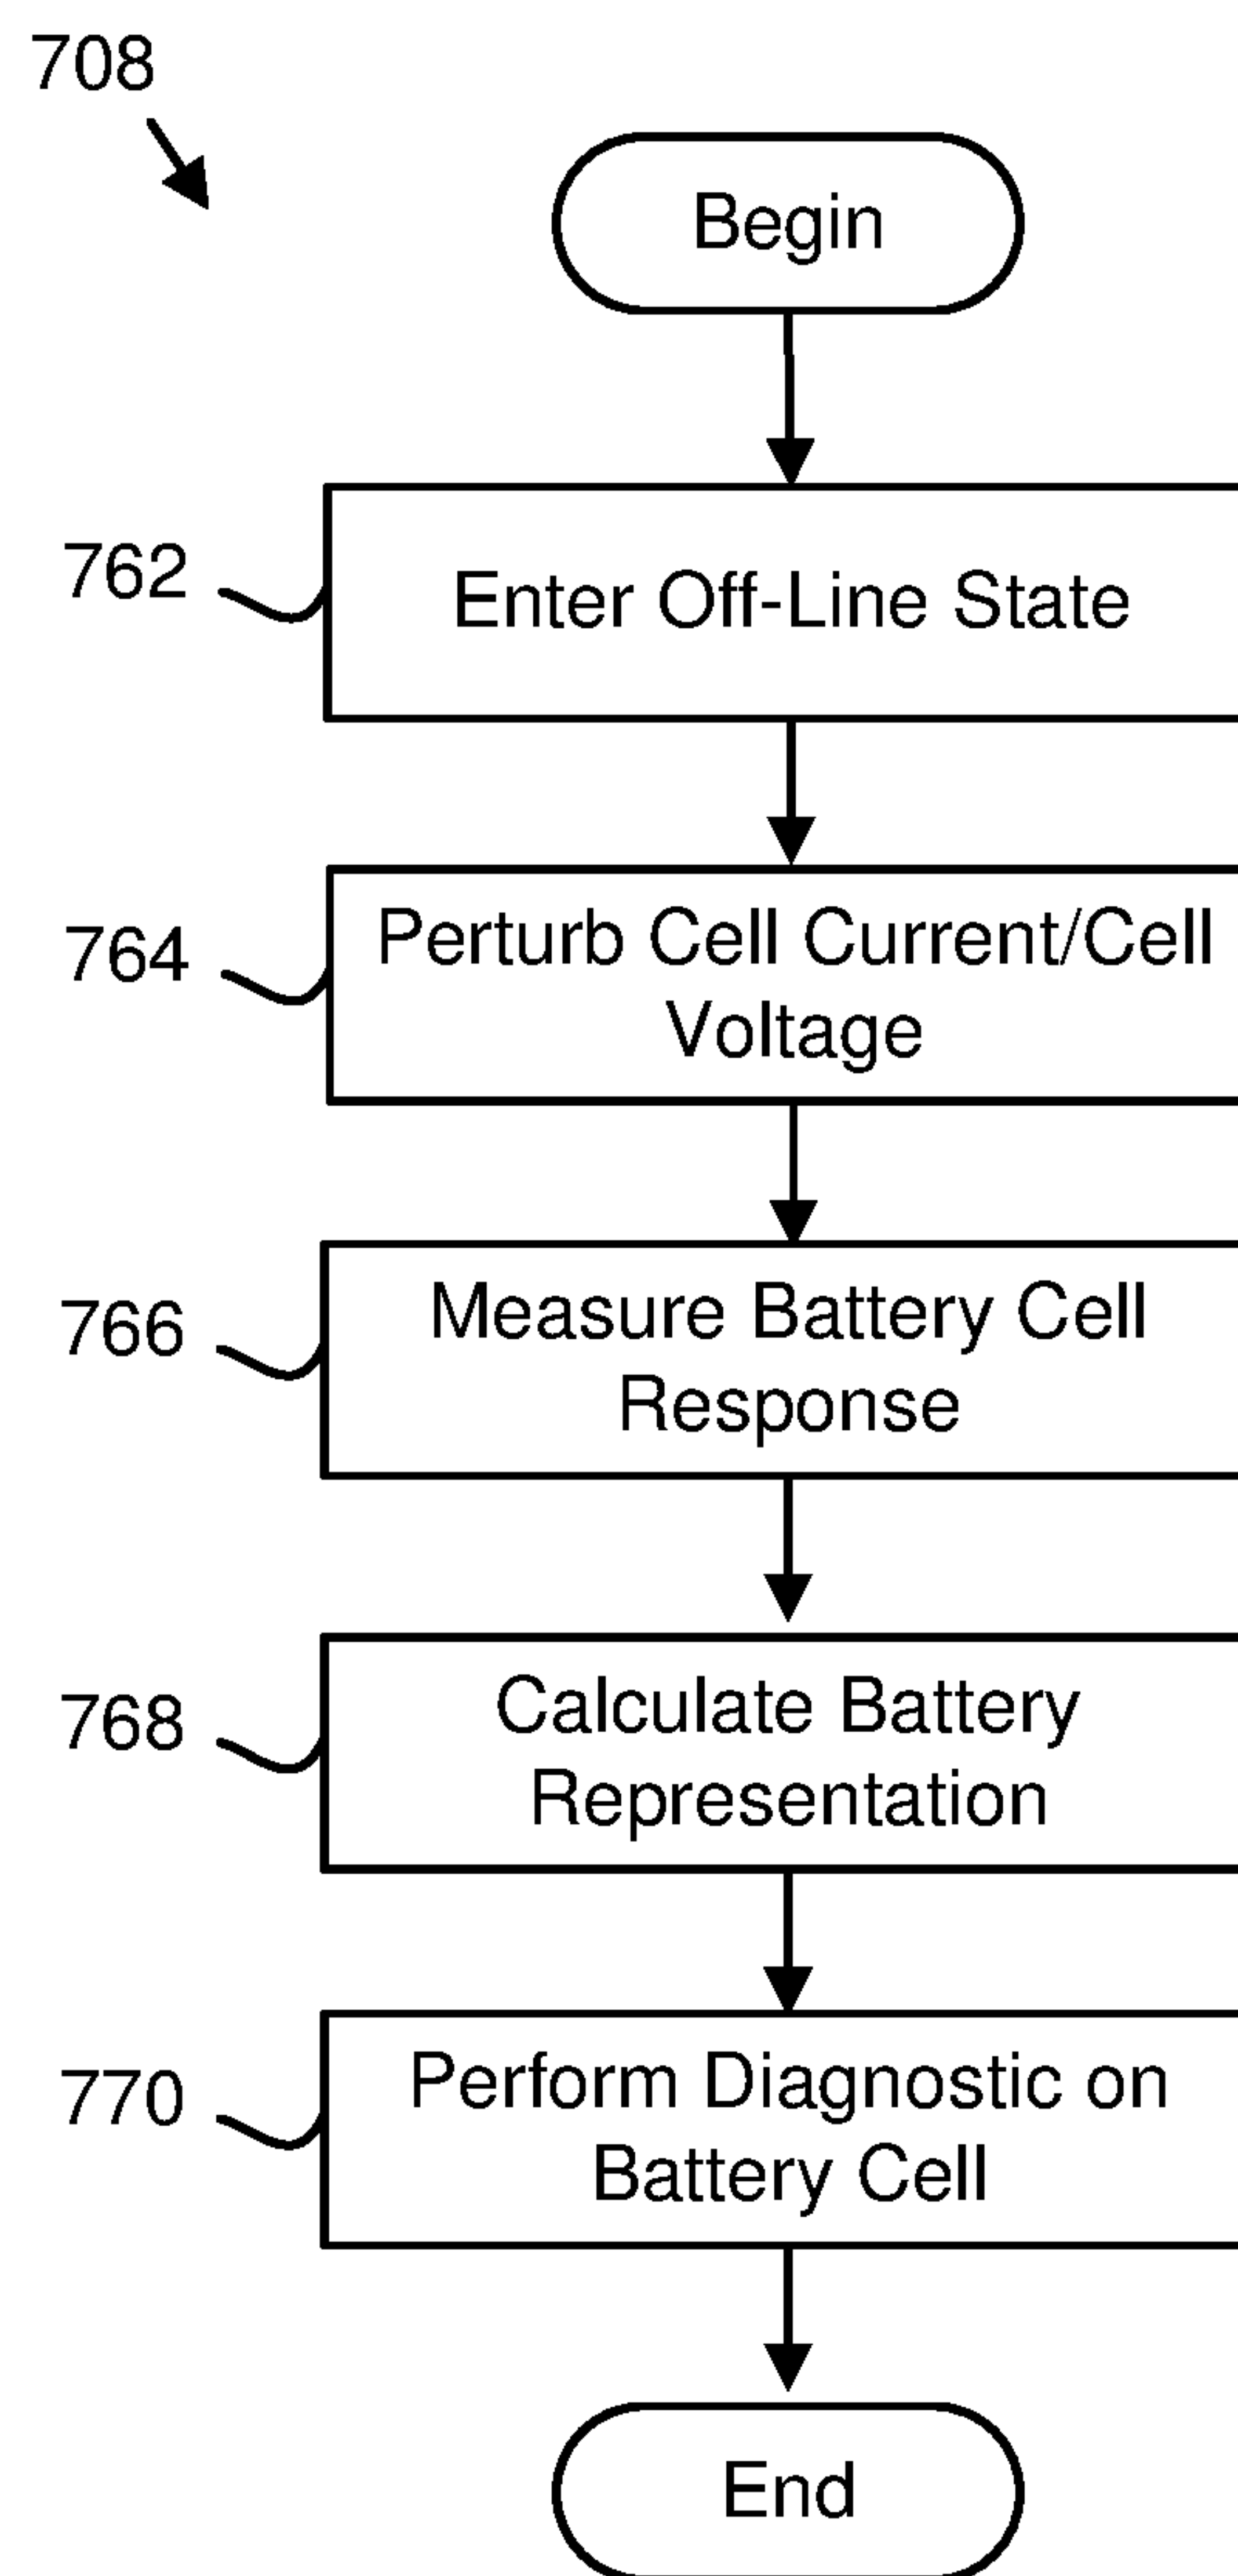 708
Begin
762
Enter Off-Line State
764
Perturb Cell Current/Cell
Voltage
766
Measure Battery Cell
Response
768
Calculate Battery
Representation
770
Perform Diagnostic on
Battery Cell
End